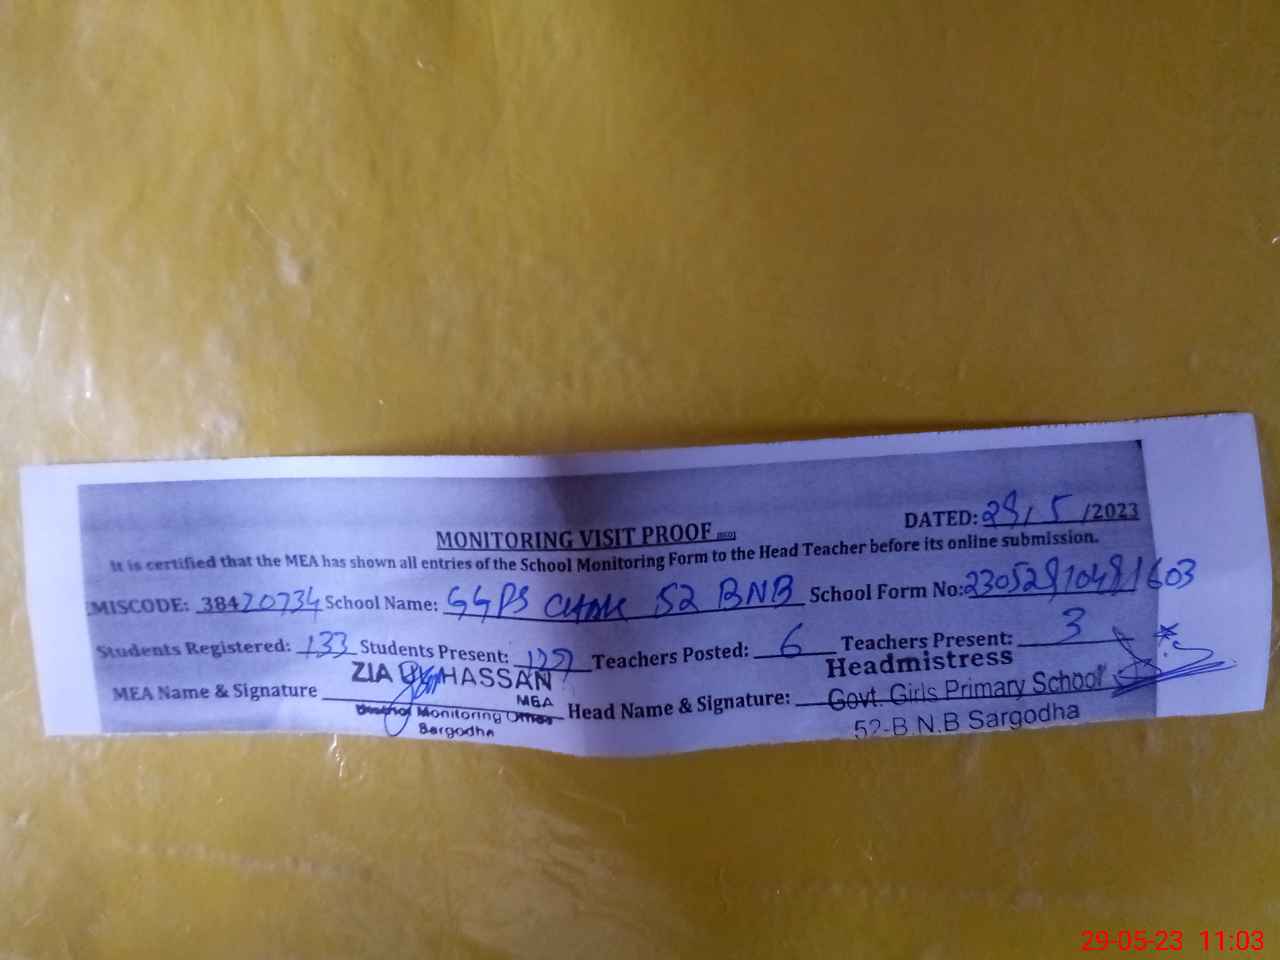 DATED: 29/5/2023
MONITORING VISIT PROOF
It is certified that the MEA has shown all entries of the School Monitoring Form to the Head Teacher before its online submission.
EMISCODE: 38420734 School Name: GGPS CHAK 52 BNB School Form No:
Students Registered: 133 Students Present: Teachers Posted: 6 Teachers Present: 3
MEA Name & Signature ZIA HASSAN Head Name & Signature: Headmistress
MEA Govt. Girls Primary School
District Monitoring Officer 52-B.N.B Sargodha
Sargodha
29-05-23 11:03